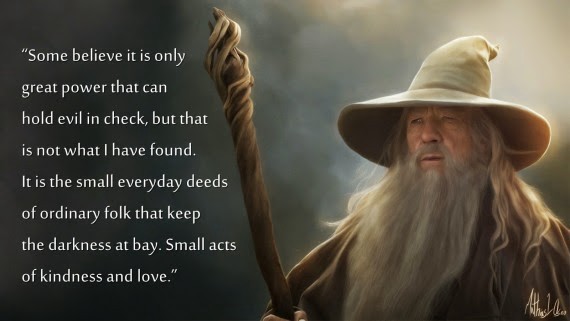 “Some believe it is only
great power that can
hold evil in check, but that
is not what I have found.
It is the small everyday deeds
of ordinary folk that keep
the darkness at bay. Small acts
of kindness and love.”